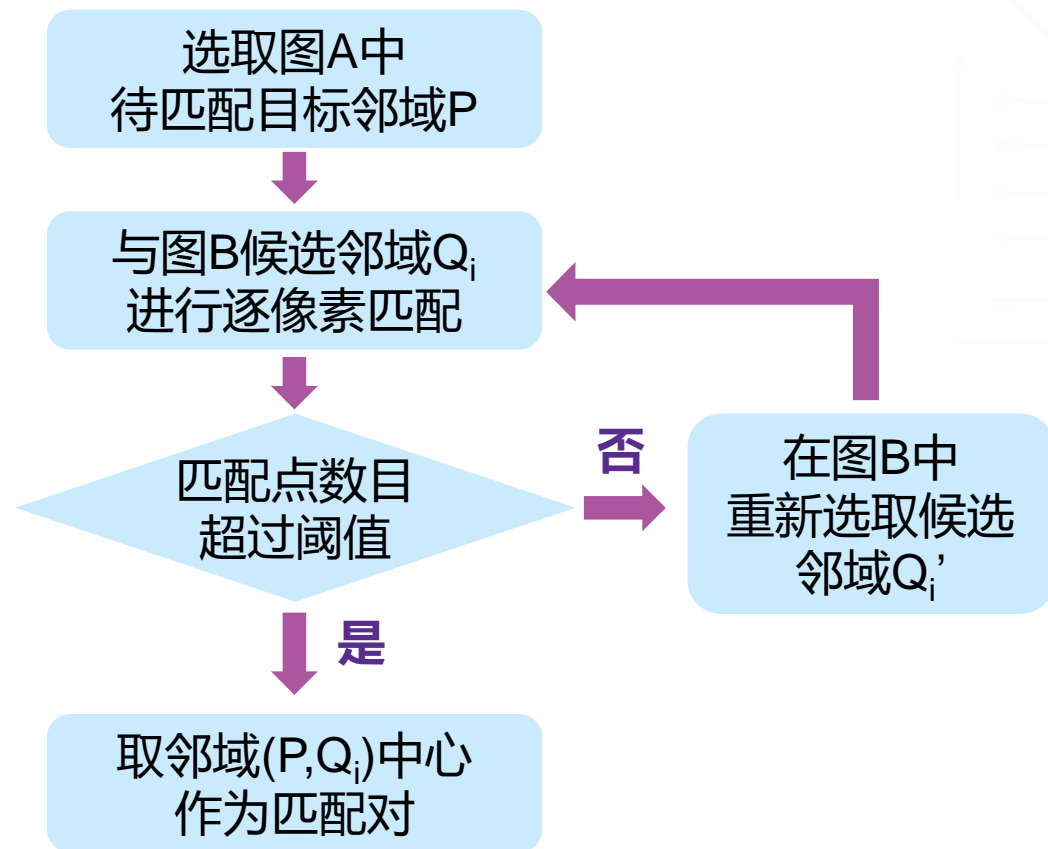 选取图A中
待匹配目标邻域P
与图B候选邻域Qi
进行逐像素匹配
匹配点数目
超过阈值
否
在图B中
重新选取候选
邻域Qi’
是
取邻域(P,Qi)中心
作为匹配对